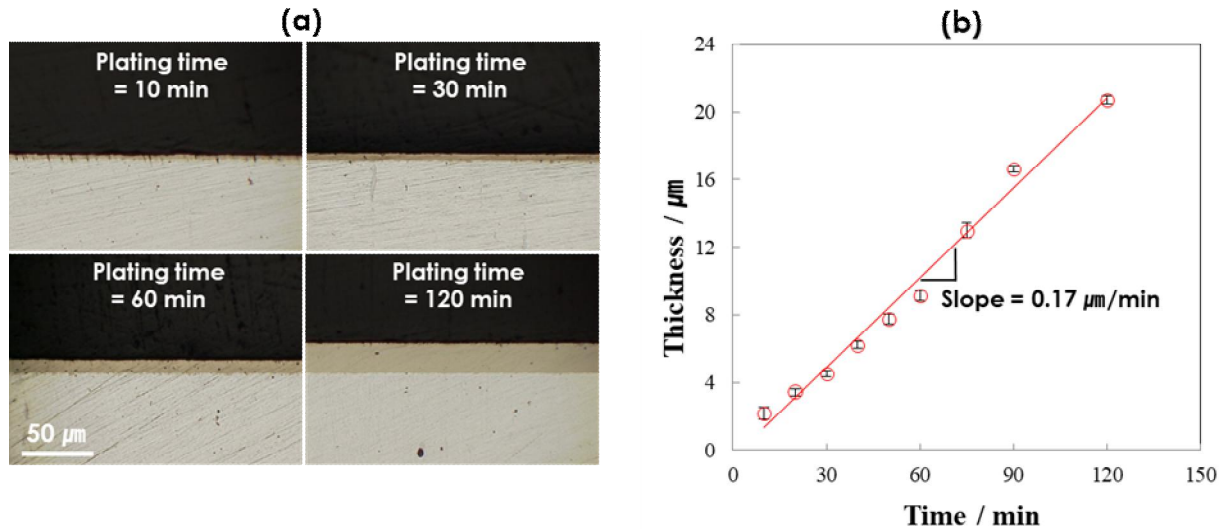 (a)
Plating time
= 10 min
Plating time
= 30 min
Plating time
= 60 min
Plating time
= 120 min
50 ㎛
(b)
24
20
16
12
8
4
0
0 30 60 90 120 150
Thickness / ㎛
Time / min
Slope = 0.17 ㎛/min